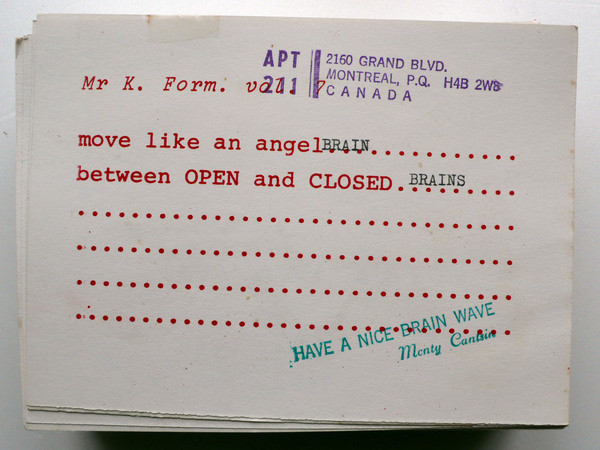 APT 211
2160 GRAND BLVD.
MONTREAL, P.Q. H4B 2W8
CANADA
Mr K. Form. vol. 7
move like an angel BRAIN
between OPEN and CLOSED. BRAINS
HAVE A NICE BRAIN WAVE
Monty Cantsin